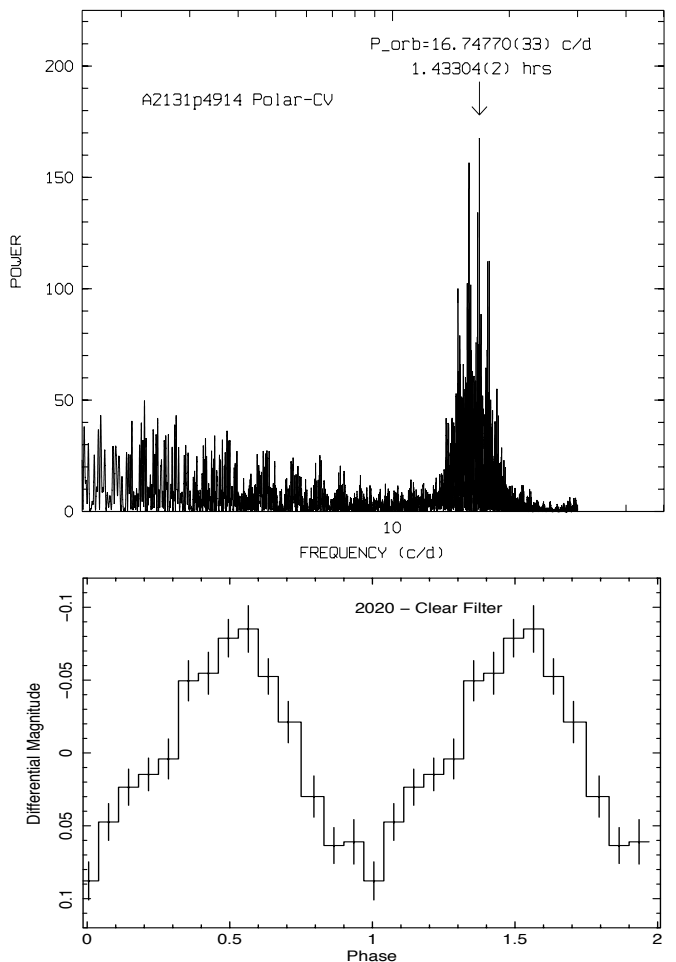 P_orb=16.74770(33) c/d
1.43304(2) hrs
A2131p4914 Polar-CV
200
150
100
50
0
POWER
10
FREQUENCY (c/d)
2020 – Clear Filter
−0.1
−0.05
0
0.05
0.1
Differential Magnitude
0 0.5 1 1.5 2
Phase